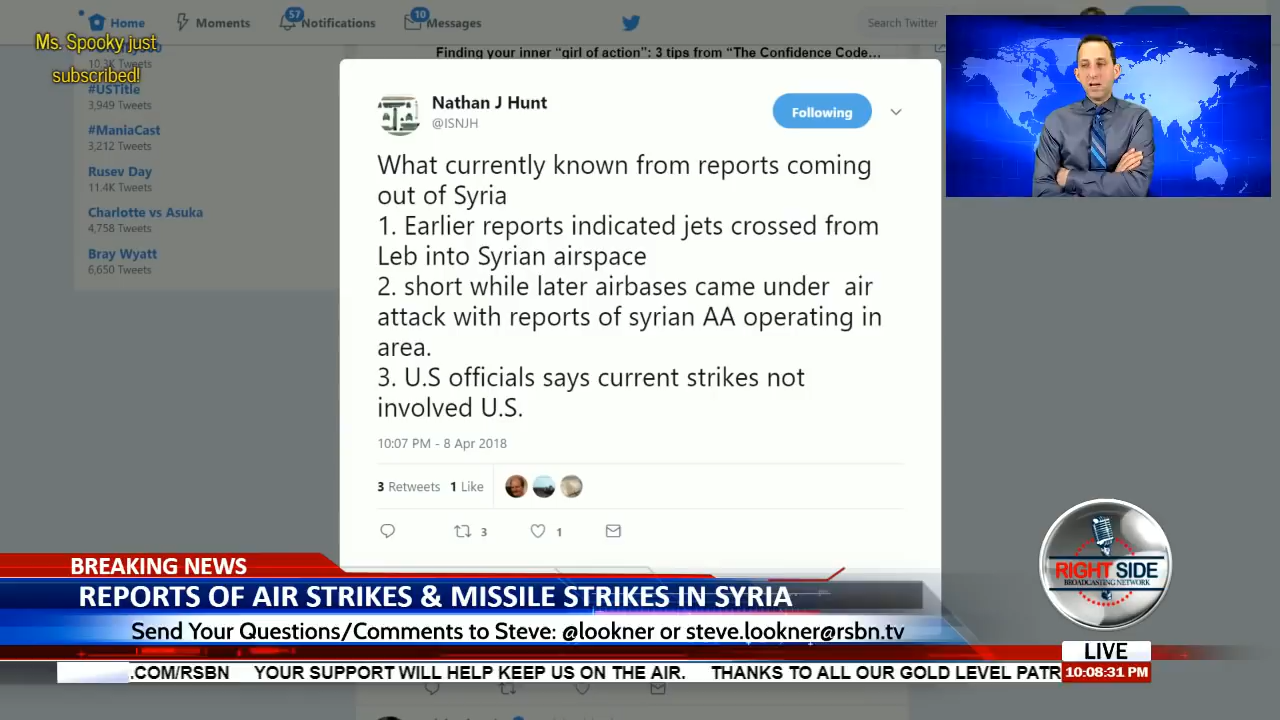 Home
Moments
57
Notifications
10
Messages
Search Twitter
Ms. Spooky just
subscribed!
10.3K Tweets
#USTitle
3,949 Tweets
#ManiaCast
3,212 Tweets
Rusev Day
11.4K Tweets
Charlotte vs Asuka
4,758 Tweets
Bray Wyatt
6,650 Tweets
Finding your inner “girl of action”: 3 tips from “The Confidence Code…
Nathan J Hunt
@ISNJH
Following
What currently known from reports coming
out of Syria
1. Earlier reports indicated jets crossed from
Leb into Syrian airspace
2. short while later airbases came under air
attack with reports of syrian AA operating in
area.
3. U.S officials says current strikes not
involved U.S.
10:07 PM - 8 Apr 2018
3 Retweets 1 Like
3
1
BREAKING NEWS
REPORTS OF AIR STRIKES & MISSILE STRIKES IN SYRIA
Send Your Questions/Comments to Steve: @lookner or steve.lookner@rsbn.tv
RIGHT SIDE
BROADCASTING NETWORK
LIVE
10:08:31 PM
.COM/RSBN YOUR SUPPORT WILL HELP KEEP US ON THE AIR. THANKS TO ALL OUR GOLD LEVEL PATR